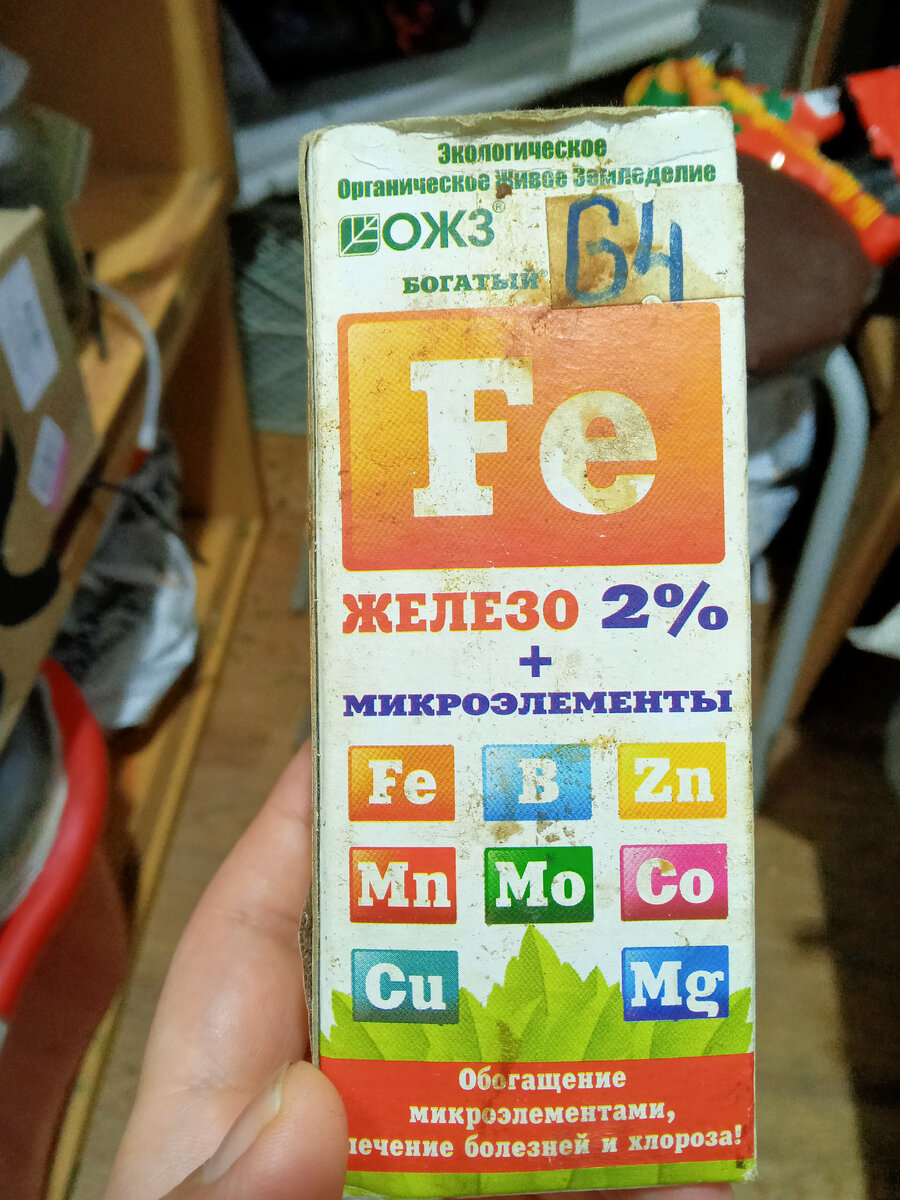 Экологическое
Органическое Живое Земледелие
ОЖЗ®
64
БОГАТЫЙ®
Fe
ЖЕЛЕЗО 2%
+
МИКРОЭЛЕМЕНТЫ
Fe B Zn
Mn Mo Co
Cu Mg
Обогащение
микроэлементами,
лечение болезней и хлороза!